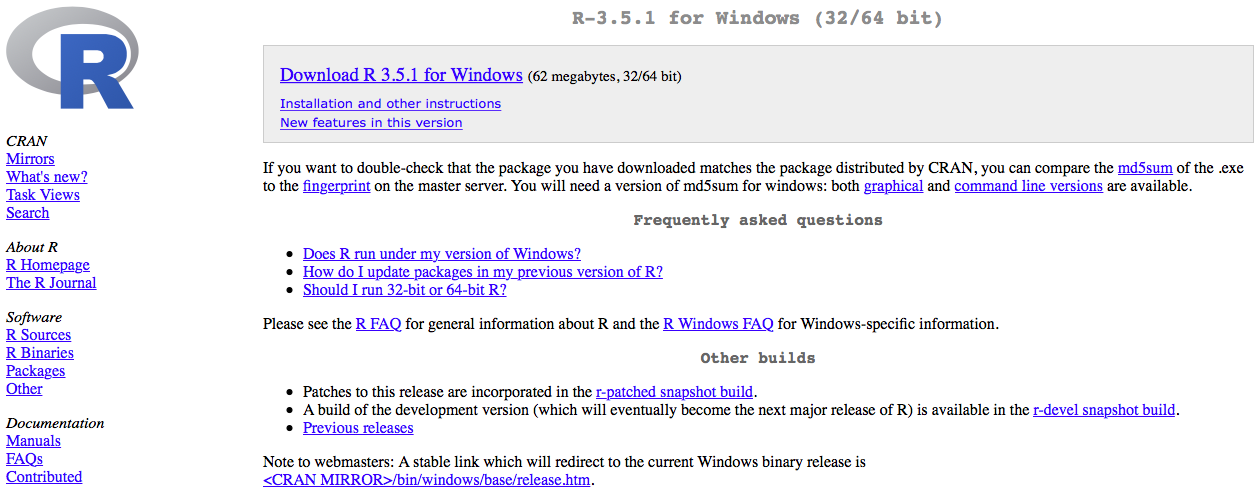 R
CRAN
Mirrors
What's new?
Task Views
Search
About R
R Homepage
The R Journal
Software
R Sources
R Binaries
Packages
Other
Documentation
Manuals
FAQs
Contributed
R-3.5.1 for Windows (32/64 bit)
Download R 3.5.1 for Windows (62 megabytes, 32/64 bit)
Installation and other instructions
New features in this version
If you want to double-check that the package you have downloaded matches the package distributed by CRAN, you can compare the md5sum of the .exe
to the fingerprint on the master server. You will need a version of md5sum for windows: both graphical and command line versions are available.
Frequently asked questions
• Does R run under my version of Windows?
• How do I update packages in my previous version of R?
• Should I run 32-bit or 64-bit R?
Please see the R FAQ for general information about R and the R Windows FAQ for Windows-specific information.
Other builds
• Patches to this release are incorporated in the r-patched snapshot build.
• A build of the development version (which will eventually become the next major release of R) is available in the r-devel snapshot build.
• Previous releases
Note to webmasters: A stable link which will redirect to the current Windows binary release is
<CRAN MIRROR>/bin/windows/base/release.htm.